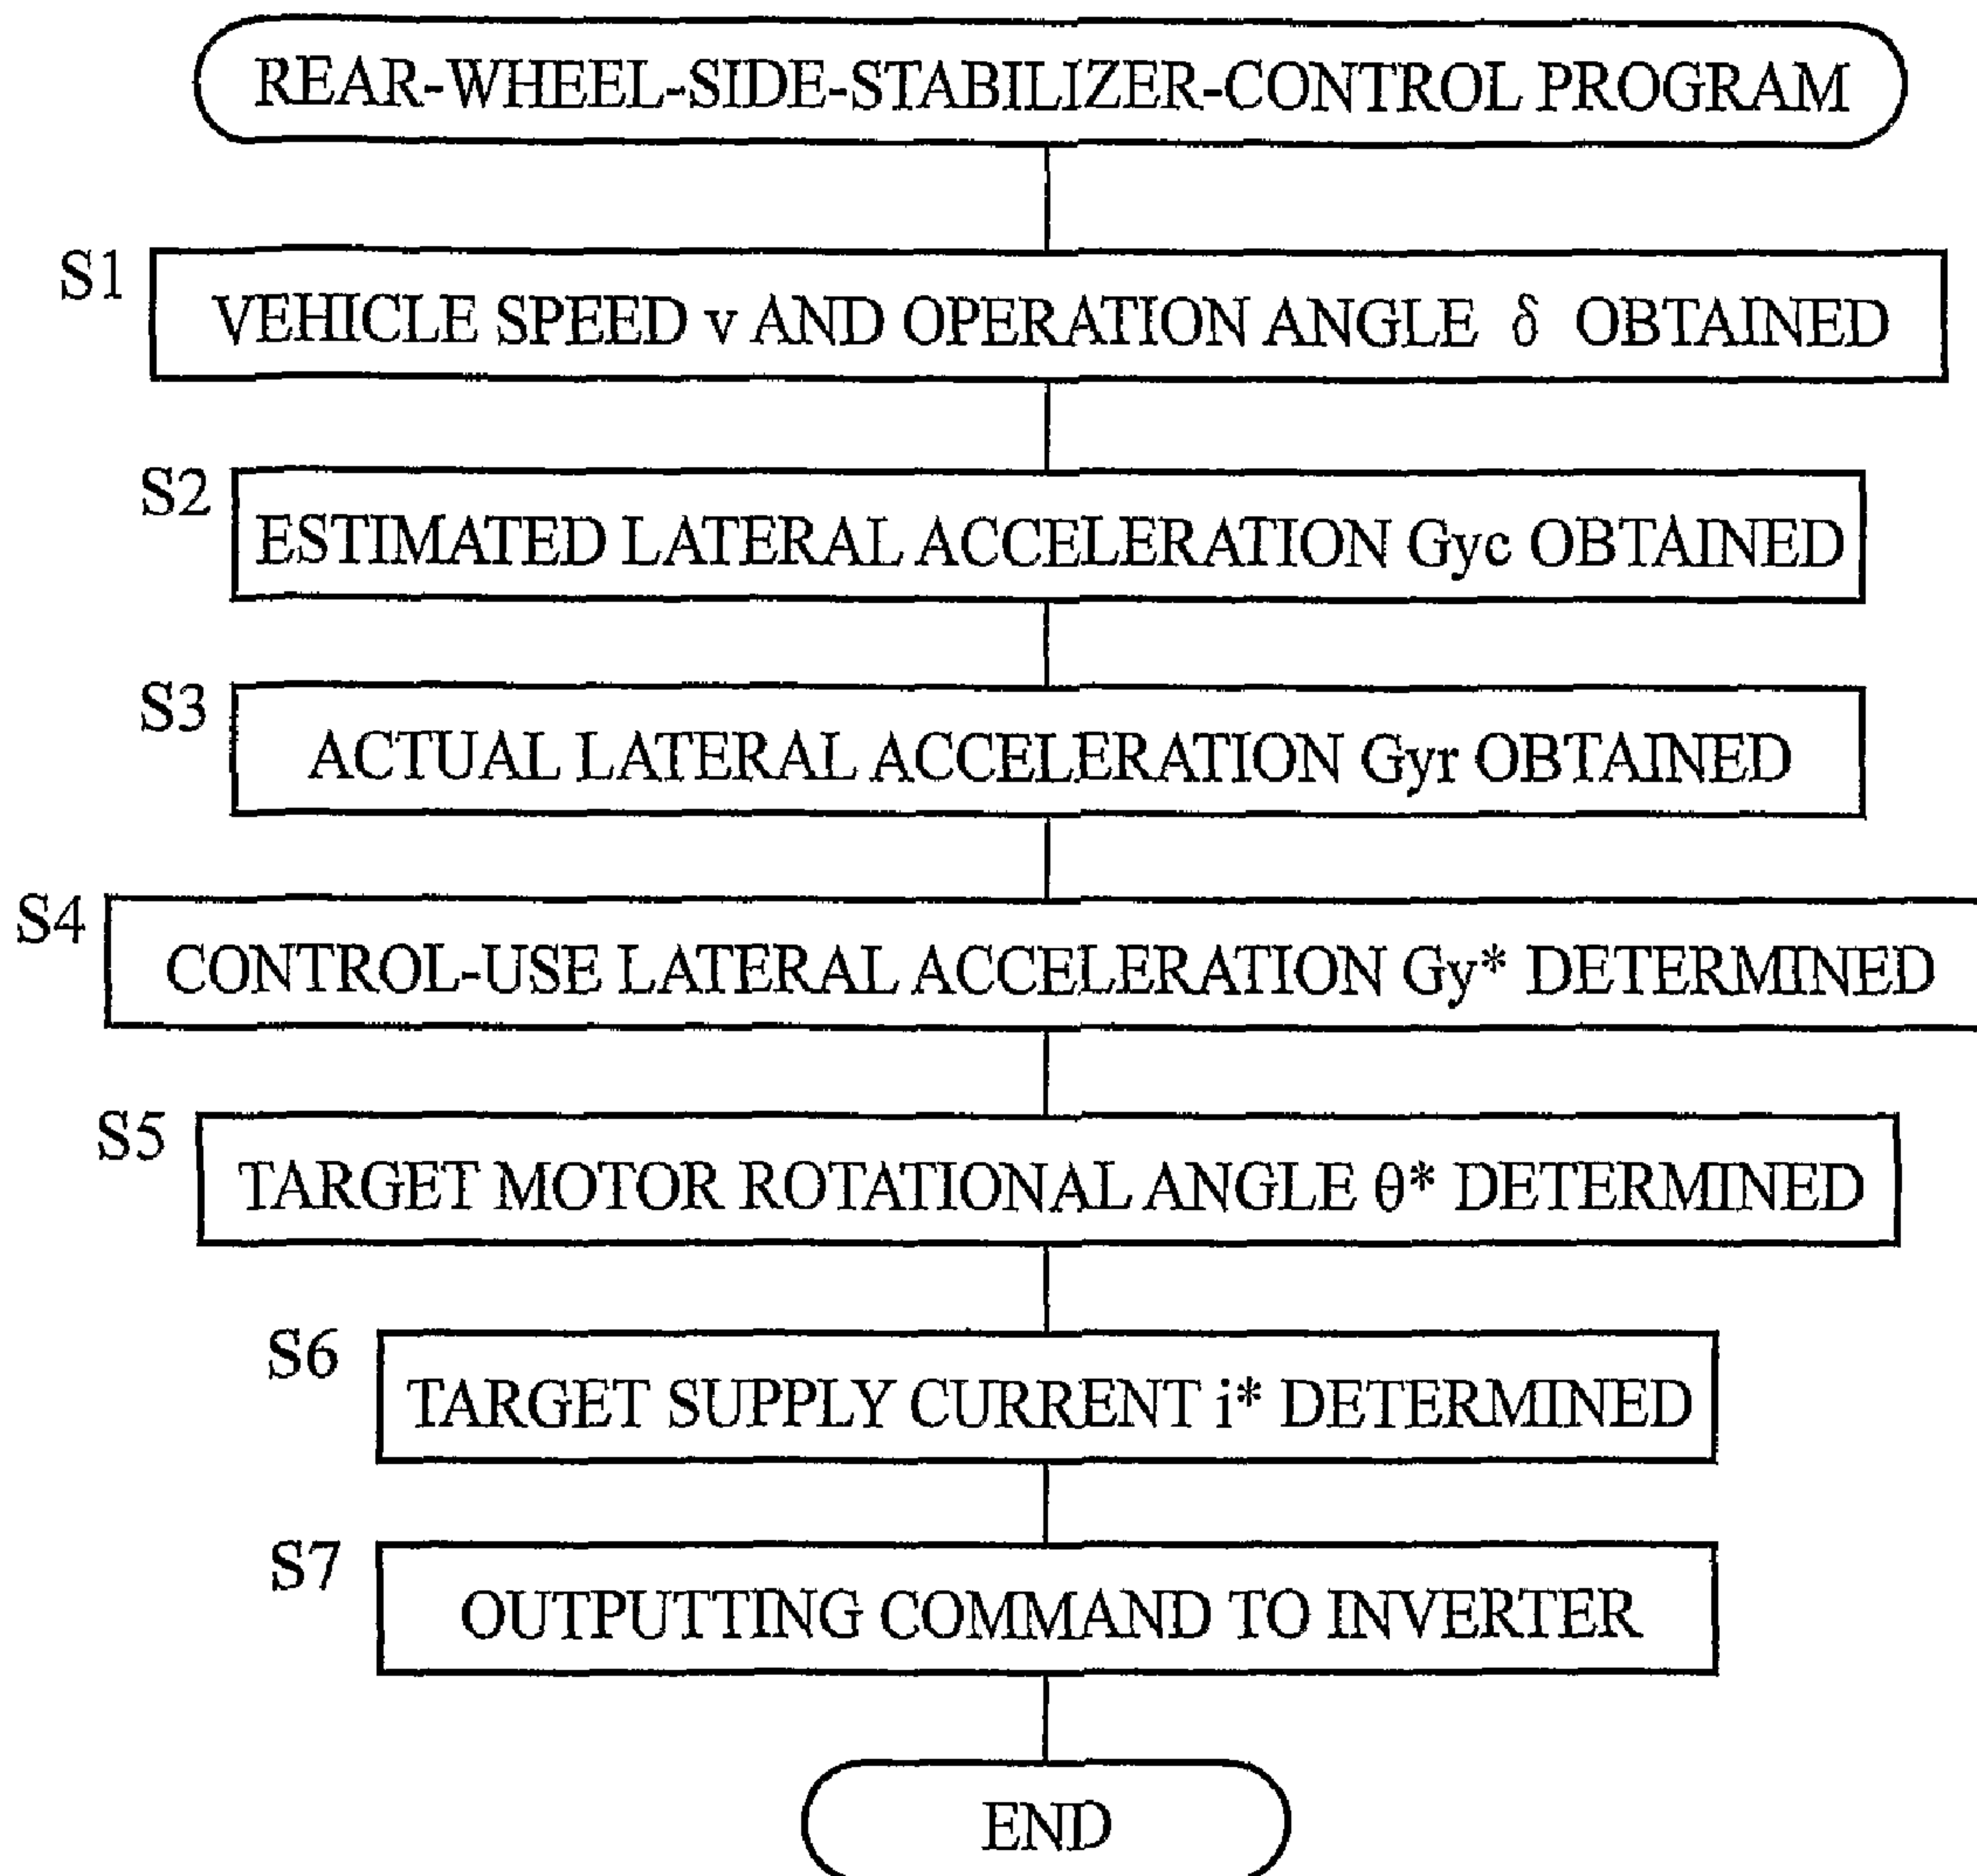 REAR-WHEEL-SIDE-STABILIZER-CONTROL PROGRAM
S1
VEHICLE SPEED v AND OPERATION ANGLE δ OBTAINED
S2
ESTIMATED LATERAL ACCELERATION Gyc OBTAINED
S3
ACTUAL LATERAL ACCELERATION Gyr OBTAINED
S4
CONTROL-USE LATERAL ACCELERATION Gy* DETERMINED
S5
TARGET MOTOR ROTATIONAL ANGLE θ* DETERMINED
S6
TARGET SUPPLY CURRENT i* DETERMINED
S7
OUTPUTTING COMMAND TO INVERTER
END